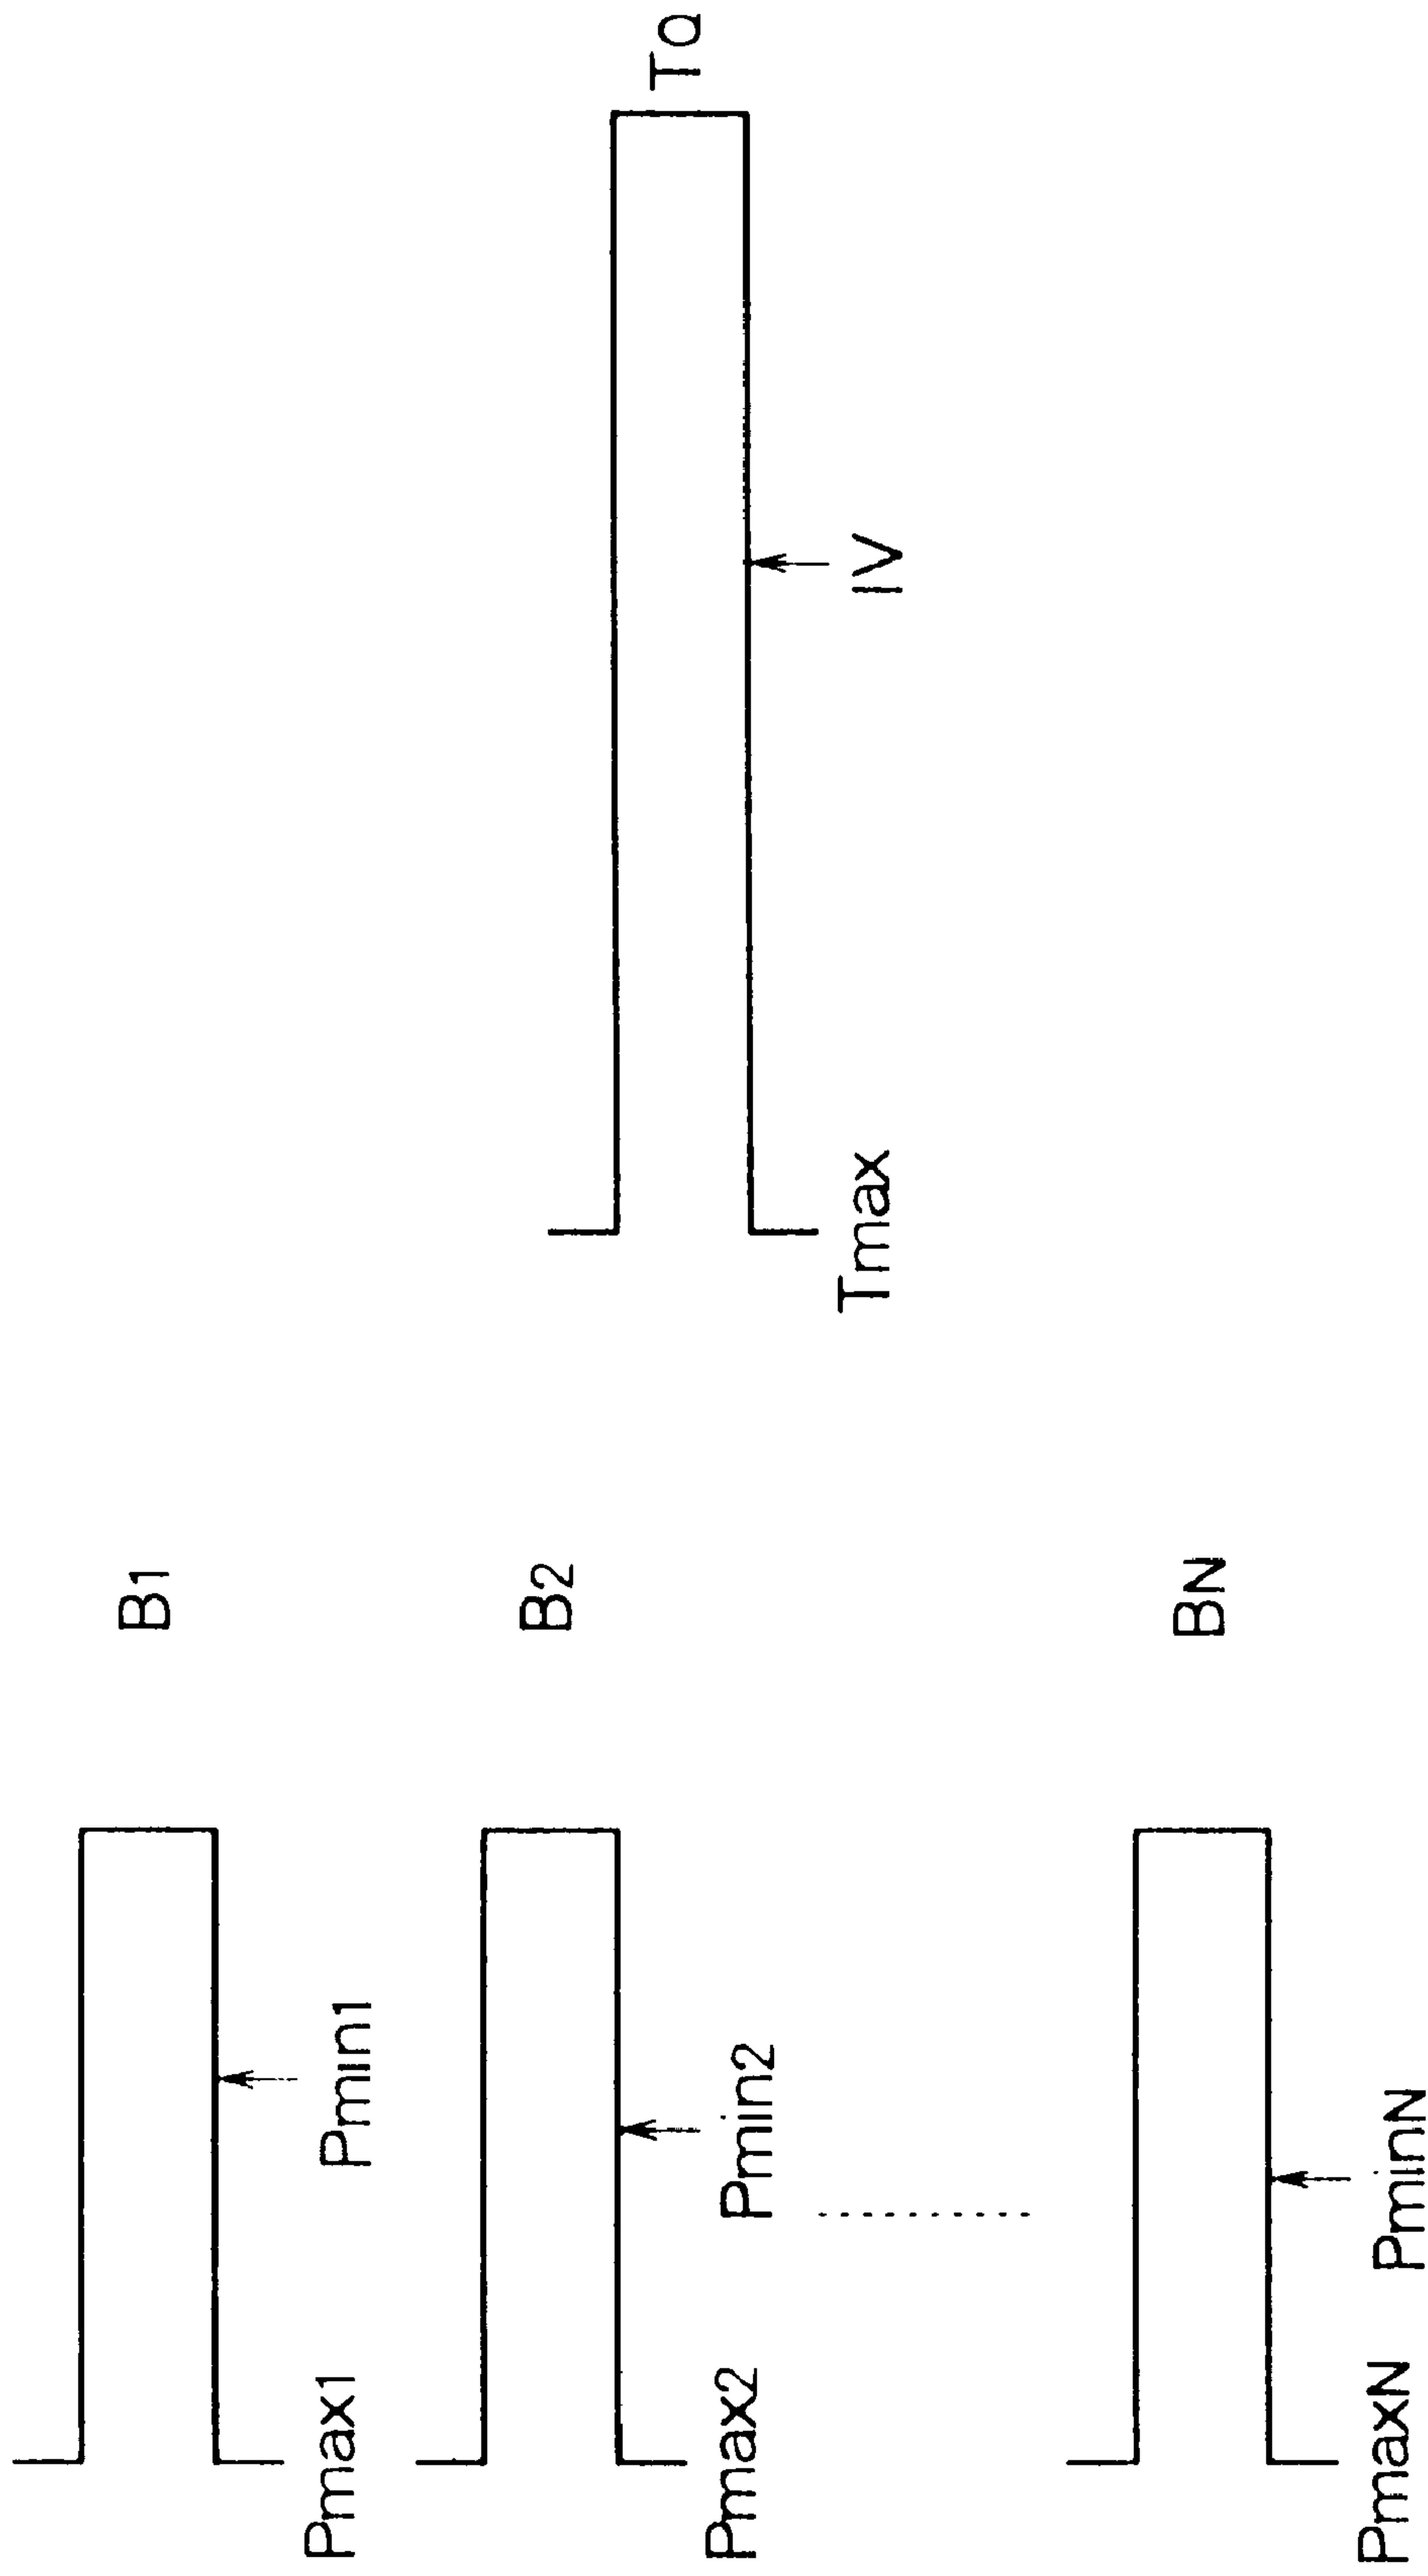 B1
Pmax1
Pmin1
B2
Pmax2
Pmin2
BN
PmaxN
PminN
Ta
Tmax
IV